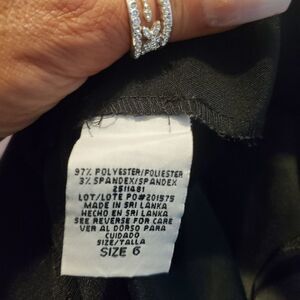 97% POLYESTER/POLIESTER
3% SPANDEX/SPANDEX
2511481
LOT/LOTE PO#201575
MADE IN SRI LANKA
HECHO EN SRI LANKA
SEE REVERSE FOR CARE
VER AL DORSO PARA
CUIDADO
SIZE/TALLA
SIZE 6